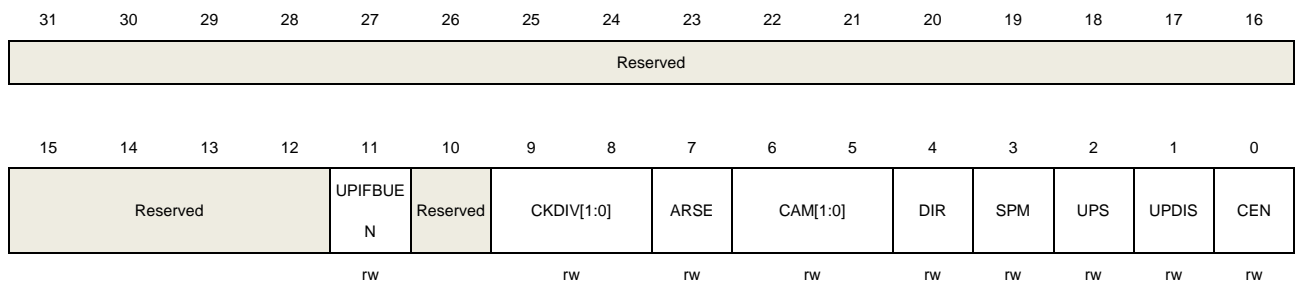 31 30 29 28 27 26 25 24 23 22 21 20 19 18 17 16
Reserved
15 14 13 12 11 10 9 8 7 6 5 4 3 2 1 0
Reserved UPIFBUE N Reserved CKDIV[1:0] ARSE CAM[1:0] DIR SPM UPS UPDIS CEN
rw rw rw rw rw rw rw rw rw